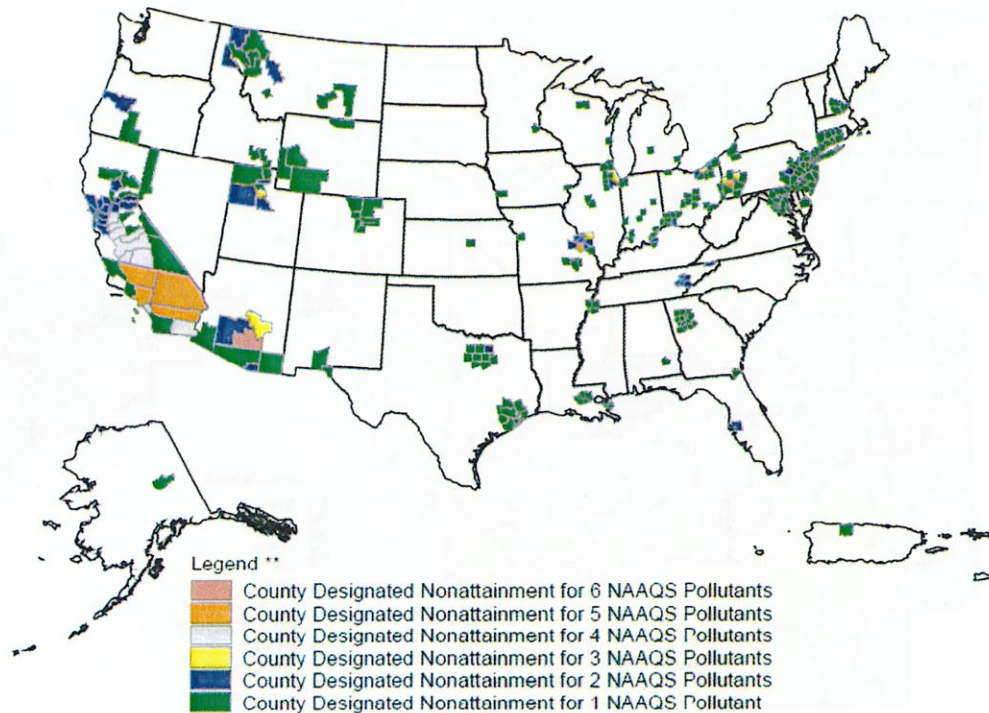 Legend **
County Designated Nonattainment for 6 NAAQS Pollutants
County Designated Nonattainment for 5 NAAQS Pollutants
County Designated Nonattainment for 4 NAAQS Pollutants
County Designated Nonattainment for 3 NAAQS Pollutants
County Designated Nonattainment for 2 NAAQS Pollutants
County Designated Nonattainment for 1 NAAQS Pollutant